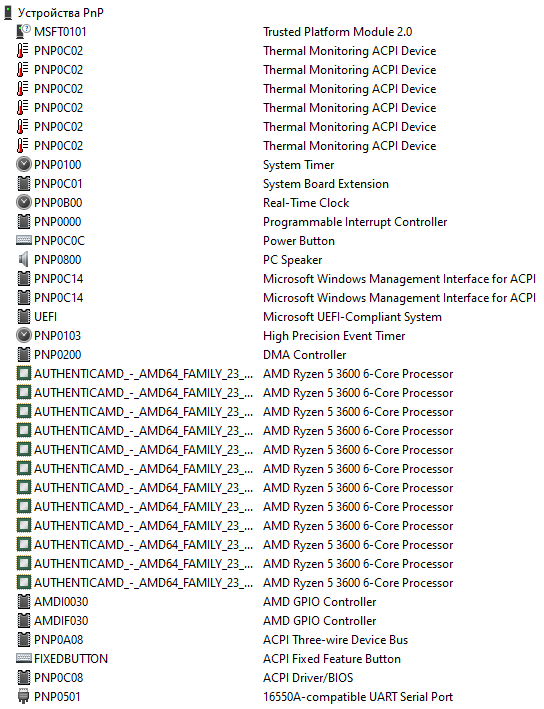 Устройства PnP
MSFT0101 Trusted Platform Module 2.0
PNP0C02 Thermal Monitoring ACPI Device
PNP0C02 Thermal Monitoring ACPI Device
PNP0C02 Thermal Monitoring ACPI Device
PNP0C02 Thermal Monitoring ACPI Device
PNP0C02 Thermal Monitoring ACPI Device
PNP0C02 Thermal Monitoring ACPI Device
PNP0100 System Timer
PNP0C01 System Board Extension
PNP0B00 Real-Time Clock
PNP0000 Programmable Interrupt Controller
PNP0C0C Power Button
PNP0800 PC Speaker
PNP0C14 Microsoft Windows Management Interface for ACPI
PNP0C14 Microsoft Windows Management Interface for ACPI
UEFI Microsoft UEFI-Compliant System
PNP0103 High Precision Event Timer
PNP0200 DMA Controller
AUTHENTICAMD_-_AMD64_FAMILY_23_... AMD Ryzen 5 3600 6-Core Processor
AUTHENTICAMD_-_AMD64_FAMILY_23_... AMD Ryzen 5 3600 6-Core Processor
AUTHENTICAMD_-_AMD64_FAMILY_23_... AMD Ryzen 5 3600 6-Core Processor
AUTHENTICAMD_-_AMD64_FAMILY_23_... AMD Ryzen 5 3600 6-Core Processor
AUTHENTICAMD_-_AMD64_FAMILY_23_... AMD Ryzen 5 3600 6-Core Processor
AUTHENTICAMD_-_AMD64_FAMILY_23_... AMD Ryzen 5 3600 6-Core Processor
AUTHENTICAMD_-_AMD64_FAMILY_23_... AMD Ryzen 5 3600 6-Core Processor
AUTHENTICAMD_-_AMD64_FAMILY_23_... AMD Ryzen 5 3600 6-Core Processor
AUTHENTICAMD_-_AMD64_FAMILY_23_... AMD Ryzen 5 3600 6-Core Processor
AUTHENTICAMD_-_AMD64_FAMILY_23_... AMD Ryzen 5 3600 6-Core Processor
AUTHENTICAMD_-_AMD64_FAMILY_23_... AMD Ryzen 5 3600 6-Core Processor
AUTHENTICAMD_-_AMD64_FAMILY_23_... AMD Ryzen 5 3600 6-Core Processor
AMDI0030 AMD GPIO Controller
AMDIF030 AMD GPIO Controller
PNP0A08 ACPI Three-wire Device Bus
FIXEDBUTTON ACPI Fixed Feature Button
PNP0C08 ACPI Driver/BIOS
PNP0501 16550A-compatible UART Serial Port